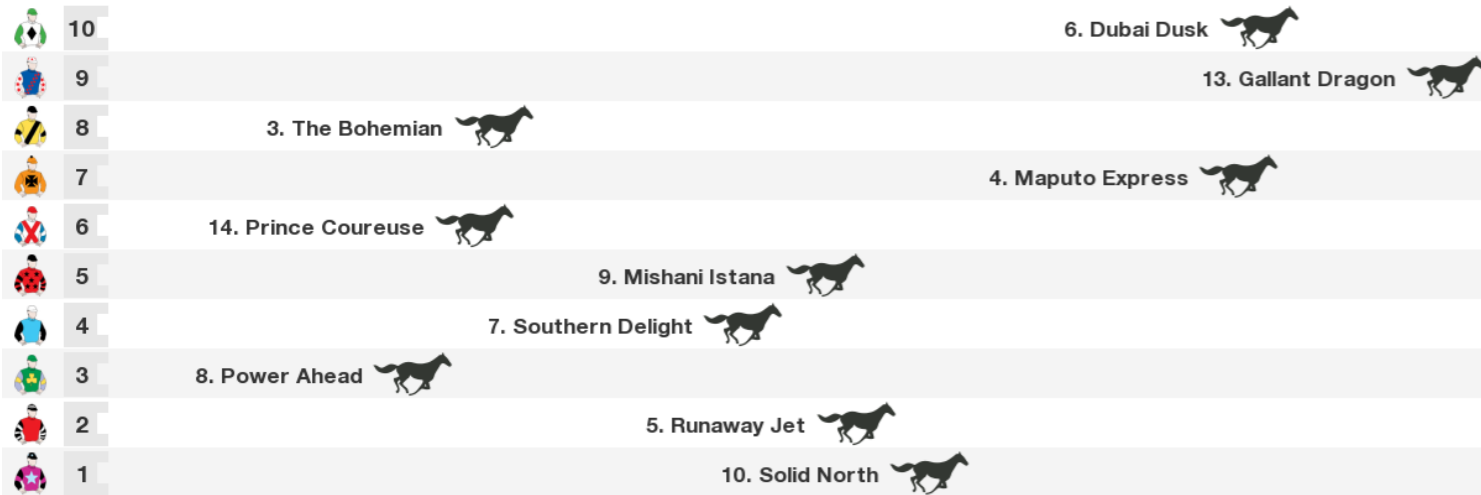 10 6. Dubai Dusk
9 13. Gallant Dragon
8 3. The Bohemian
7 4. Maputo Express
6 14. Prince Coureuse
5 9. Mishani Istana
4 7. Southern Delight
3 8. Power Ahead
2 5. Runaway Jet
1 10. Solid North